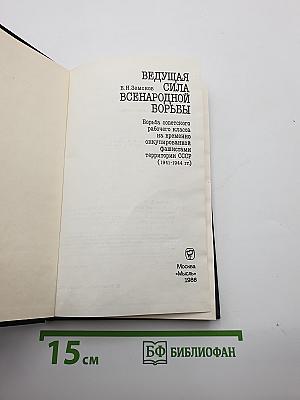 В.Н.Земсков
ВЕДУЩАЯ
СИЛА
ВСЕНАРОДНОЙ
БОРЬБЫ
Борьба советского
рабочего класса
на временно
оккупированной
фашистами
территории СССР
(1941-1944 гг.)
Москва
«Мысль»
1986
15 см
БФ БИБЛИОФАН